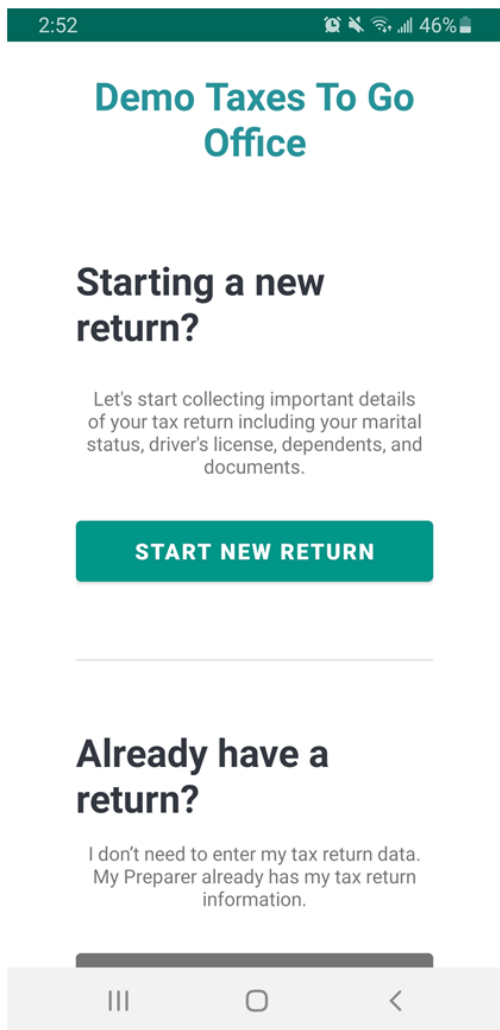 2:52
46%
Demo Taxes To Go
Office
Starting a new
return?
Let's start collecting important details
of your tax return including your marital
status, driver's license, dependents, and
documents.
START NEW RETURN
Already have a
return?
I don't need to enter my tax return data.
My Preparer already has my tax return
information.